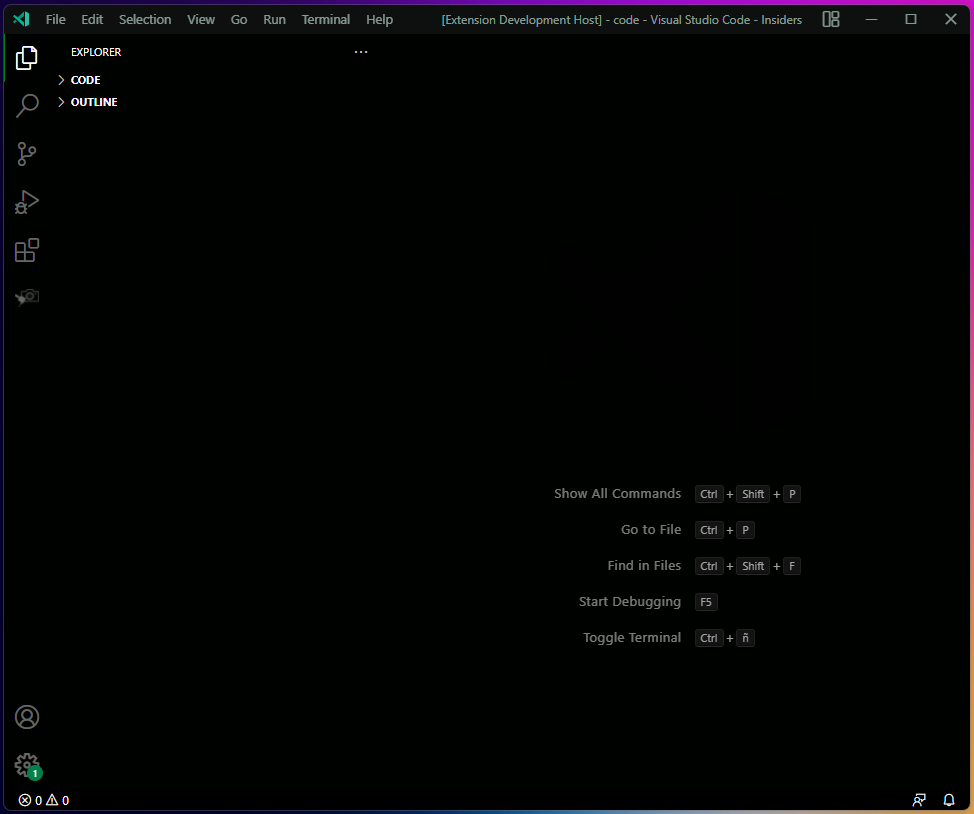 File Edit Selection View Go Run Terminal Help [Extension Development Host] - code - Visual Studio Code - Insiders
EXPLORER
CODE
OUTLINE
Show All Commands Ctrl + Shift + P
Go to File Ctrl + P
Find in Files Ctrl + Shift + F
Start Debugging F5
Toggle Terminal Ctrl + ñ
1
0 0